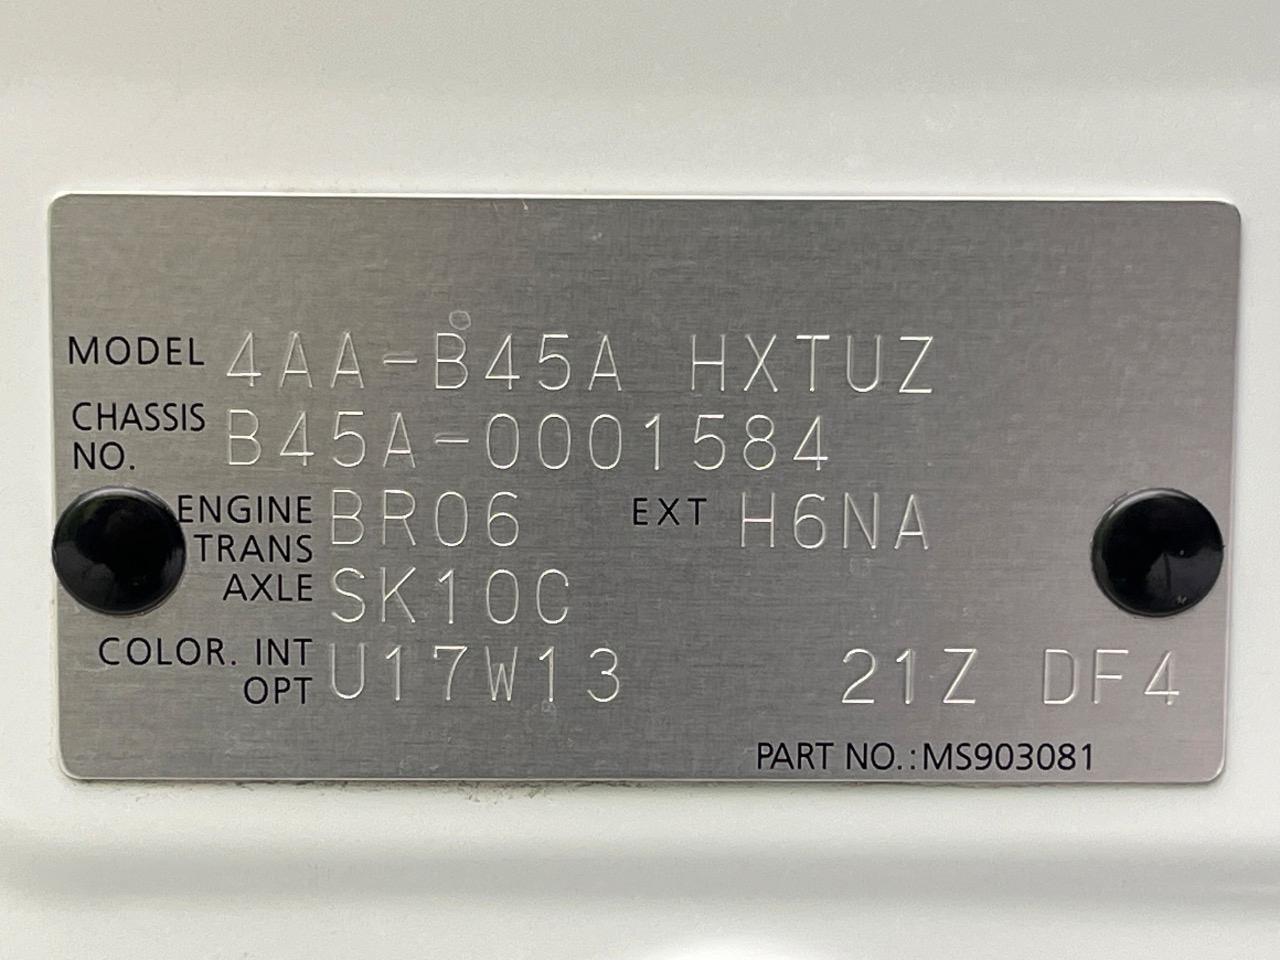 MODEL 4AA-B45A HXTUZ
CHASSIS NO. B45A-0001584
ENGINE BR06 EXT H6NA
TRANS AXLE SK10C
COLOR. INT OPT U17W13 21Z DF4
PART NO.:MS903081